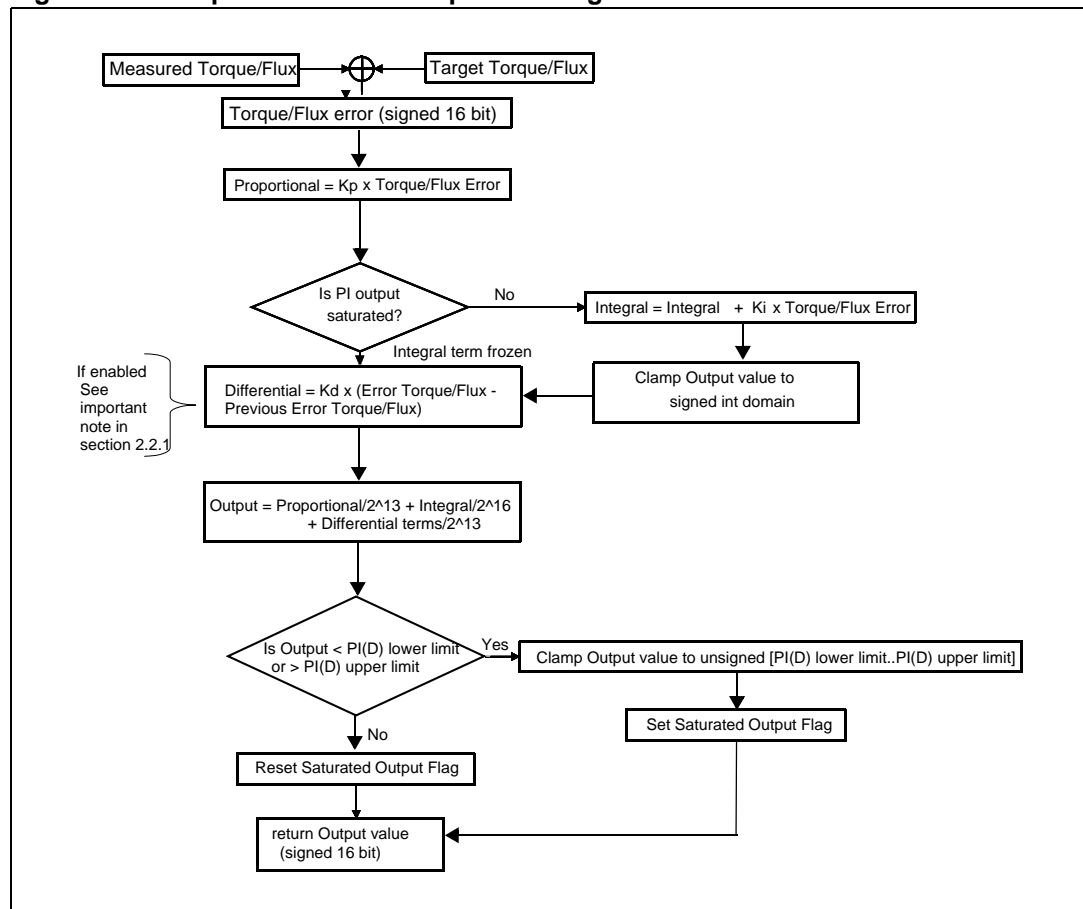 Measured Torque/Flux
Target Torque/Flux
Torque/Flux error (signed 16 bit)
Proportional = Kp x Torque/Flux Error
Is PI output
saturated?
No
Integral = Integral + Ki x Torque/Flux Error
Integral term frozen
Clamp Output value to
signed int domain
If enabled
See
important
note in
section 2.2.1
Differential = Kd x (Error Torque/Flux -
Previous Error Torque/Flux)
Output = Proportional/2^13 + Integral/2^16
+ Differential terms/2^13
Is Output < PI(D) lower limit
or > PI(D) upper limit
Yes
Clamp Output value to unsigned [PI(D) lower limit..PI(D) upper limit]
Set Saturated Output Flag
No
Reset Saturated Output Flag
return Output value
(signed 16 bit)